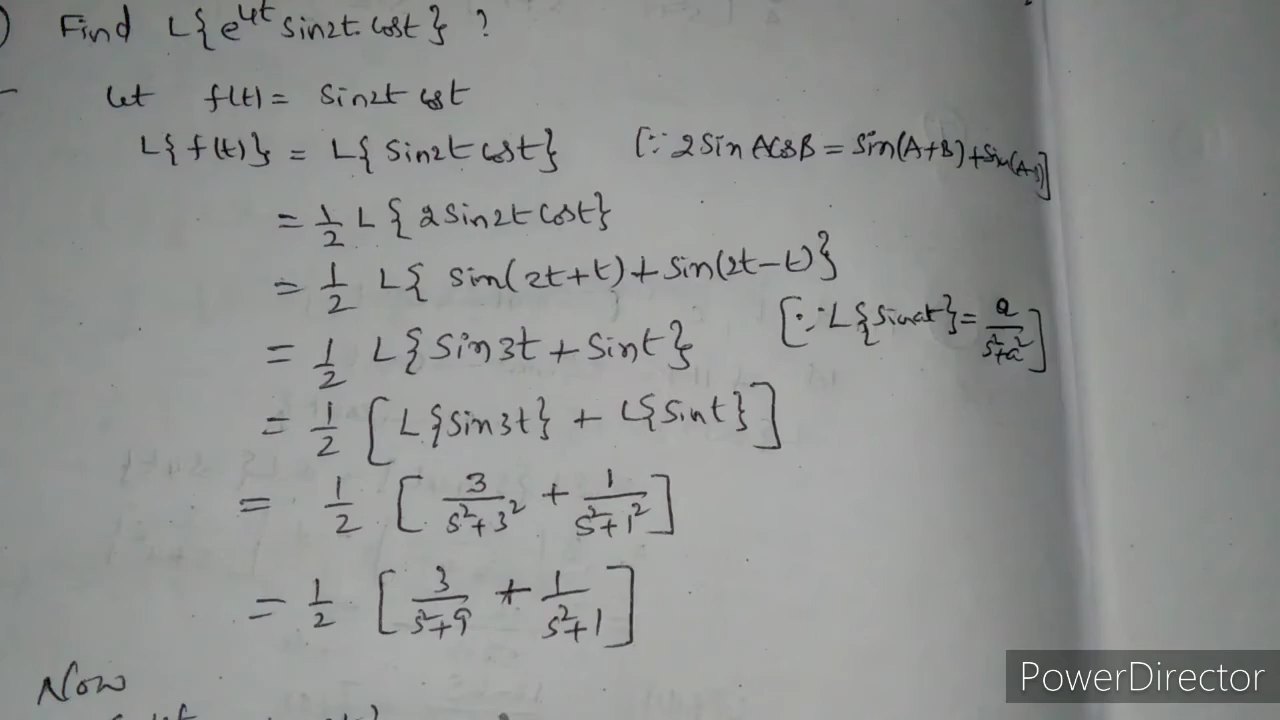 ) Find L{e^4t sin2t. cost} ?
– let f(t) = sin2t cost
L{f(t)} = L{sin2t cost} [∵ 2SinACosB = Sin(A+B)+Sin(A-B)]
= 1/2 L{2sin2t cost}
= 1/2 L{ sin(2t+t)+ sin(2t-t)}
= 1/2 L{sin3t + sint} [∵ L{sinat} = a/(s²+a²)]
= 1/2 [L{sin3t} + L{sint}]
= 1/2 [3/(s²+3²) + 1/(s²+1²)]
= 1/2 [3/(s²+9) + 1/(s²+1)]
Now
PowerDirector